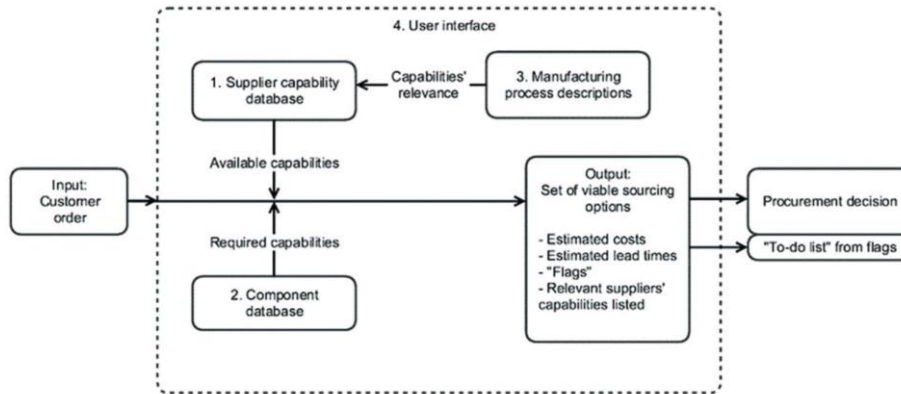 4. User interface
1. Supplier capability
database
Capabilities'
relevance
3. Manufacturing
process descriptions
Available capabilities
Input:
Customer
order
Required capabilities
2. Component
database
Output:
Set of viable sourcing
options
- Estimated costs
- Estimated lead times
- "Flags"
- Relevant suppliers'
capabilities listed
Procurement decision
"To-do list" from flags